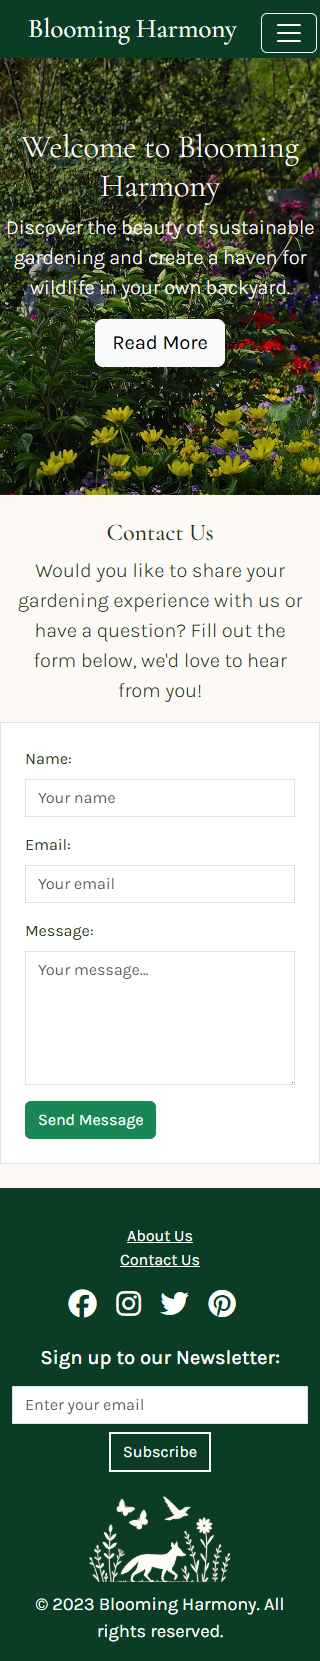 Blooming Harmony
Welcome to Blooming
Harmony
Discover the beauty of sustainable
gardening and create a haven for
wildlife in your own backyard.
Read More
Contact Us
Would you like to share your
gardening experience with us or
have a question? Fill out the
form below, we'd love to hear
from you!
Name:
Your name
Email:
Your email
Message:
Your message...
Send Message
About Us
Contact Us
Sign up to our Newsletter:
Enter your email
Subscribe
© 2023 Blooming Harmony. All
rights reserved.